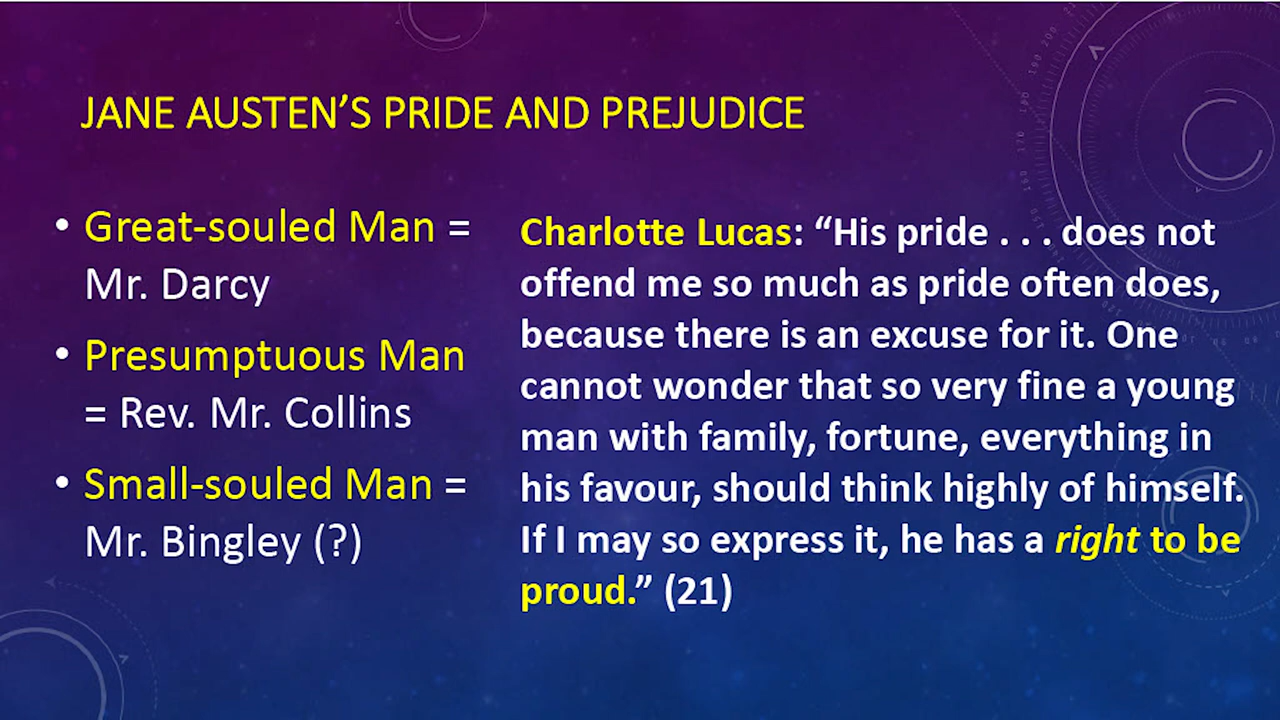 JANE AUSTEN’S PRIDE AND PREJUDICE
• Great-souled Man =
Mr. Darcy
• Presumptuous Man
= Rev. Mr. Collins
• Small-souled Man =
Mr. Bingley (?)
Charlotte Lucas: “His pride . . . does not
offend me so much as pride often does,
because there is an excuse for it. One
cannot wonder that so very fine a young
man with family, fortune, everything in
his favour, should think highly of himself.
If I may so express it, he has a right to be
proud.” (21)